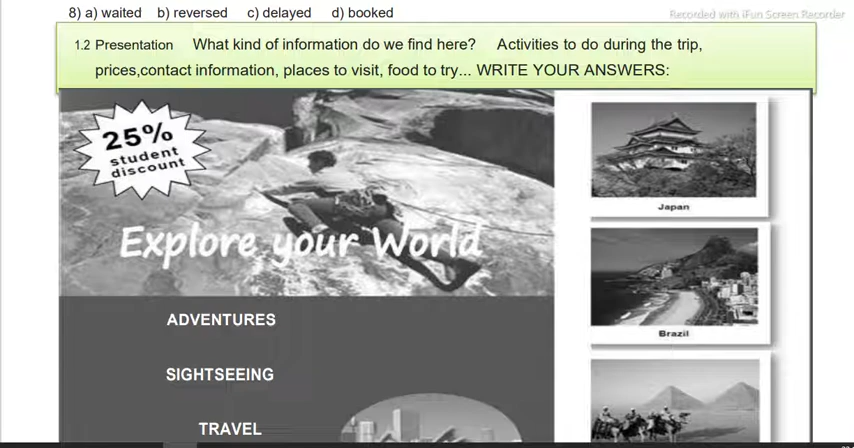 8) a) waited b) reversed c) delayed d) booked
Recorded with iFun Screen Recorder
1.2 Presentation What kind of information do we find here? Activities to do during the trip,
prices,contact information, places to visit, food to try... WRITE YOUR ANSWERS:
25%
student
discount
Explore your World
Japan
Brazil
ADVENTURES
SIGHTSEEING
TRAVEL